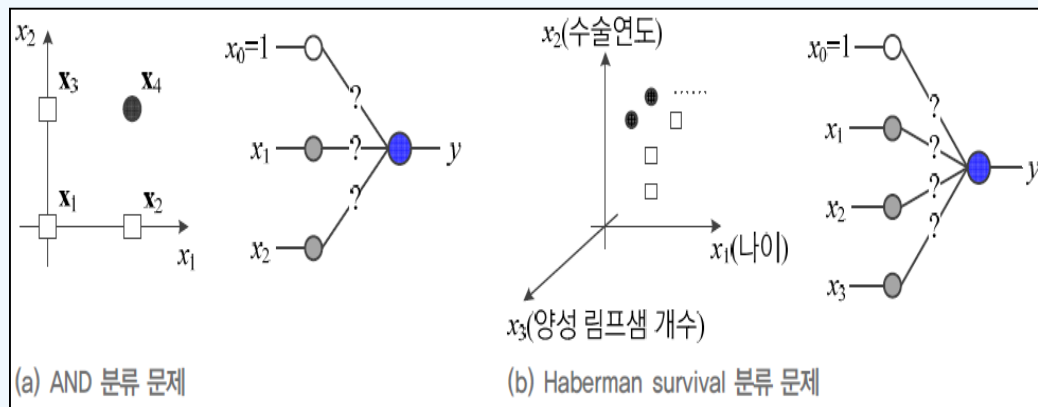 x₂
x₃
x₄
x₁
x₂
x₁
x₀=1
?
x₁
?
y
?
x₂
(a) AND 분류 문제
x₂(수술연도)
······
x₁(나이)
x₃(양성 림프샘 개수)
x₀=1
?
x₁
?
y
?
x₂
?
x₃
(b) Haberman survival 분류 문제